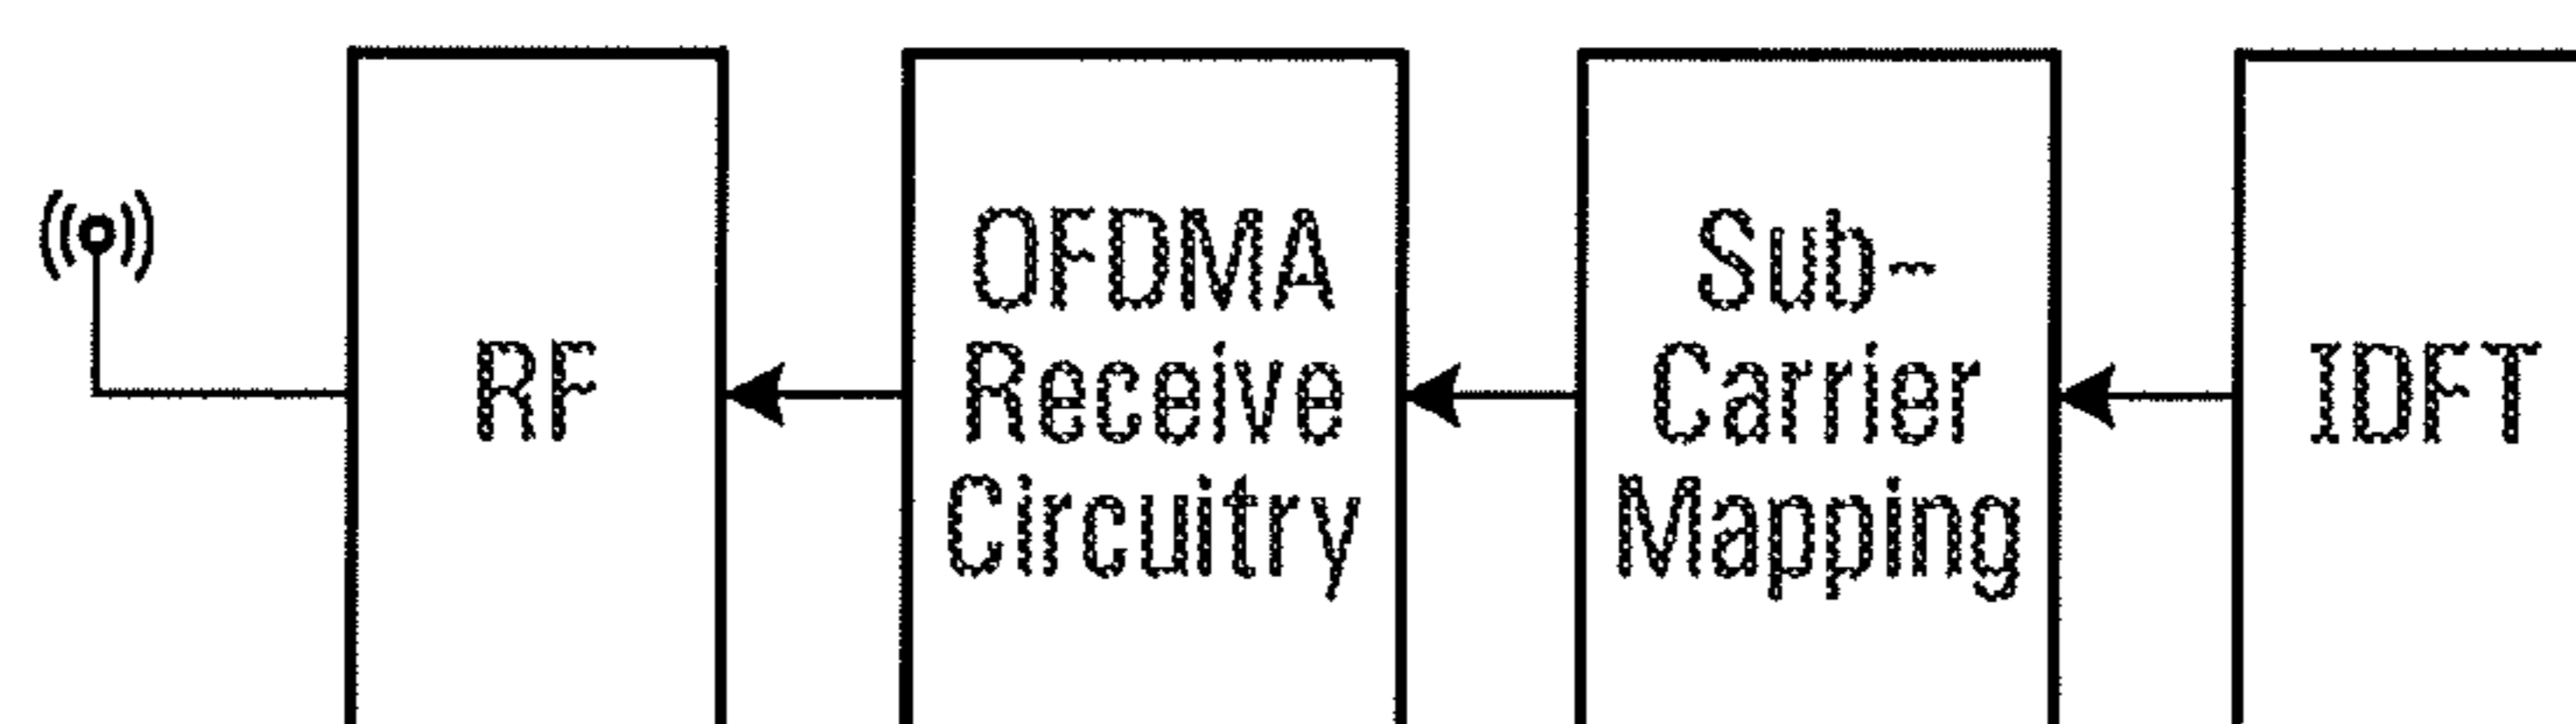 RF
OFDMA
Receive
Circuitry
Sub-
Carrier
Mapping
IDFT